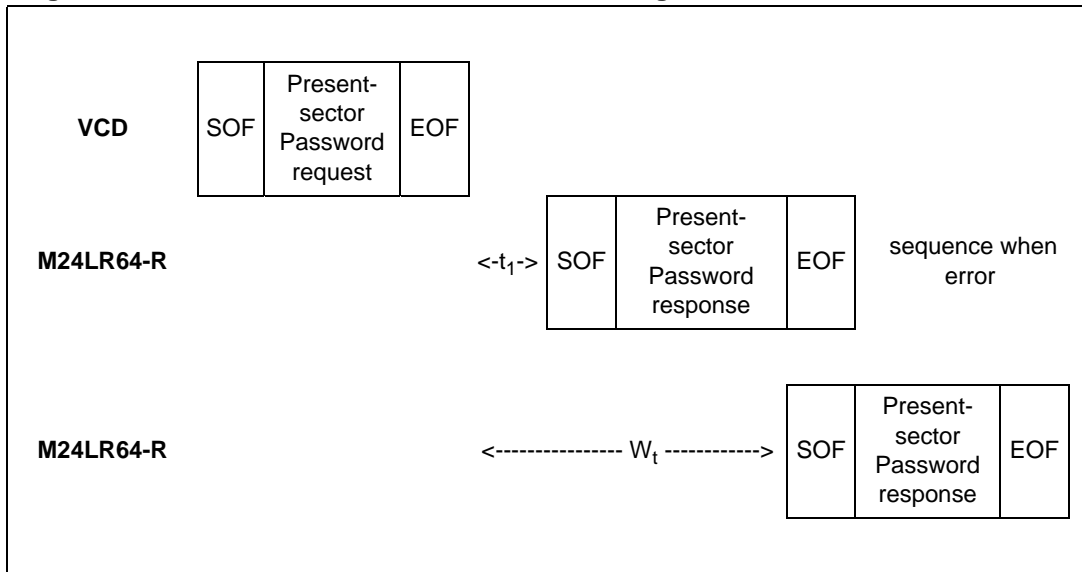 VCD
SOF
Present-
sector
Password
request
EOF
M24LR64-R
<-t1->
SOF
Present-
sector
Password
response
EOF
sequence when
error
M24LR64-R
<---------------- Wt ------------>
SOF
Present-
sector
Password
response
EOF